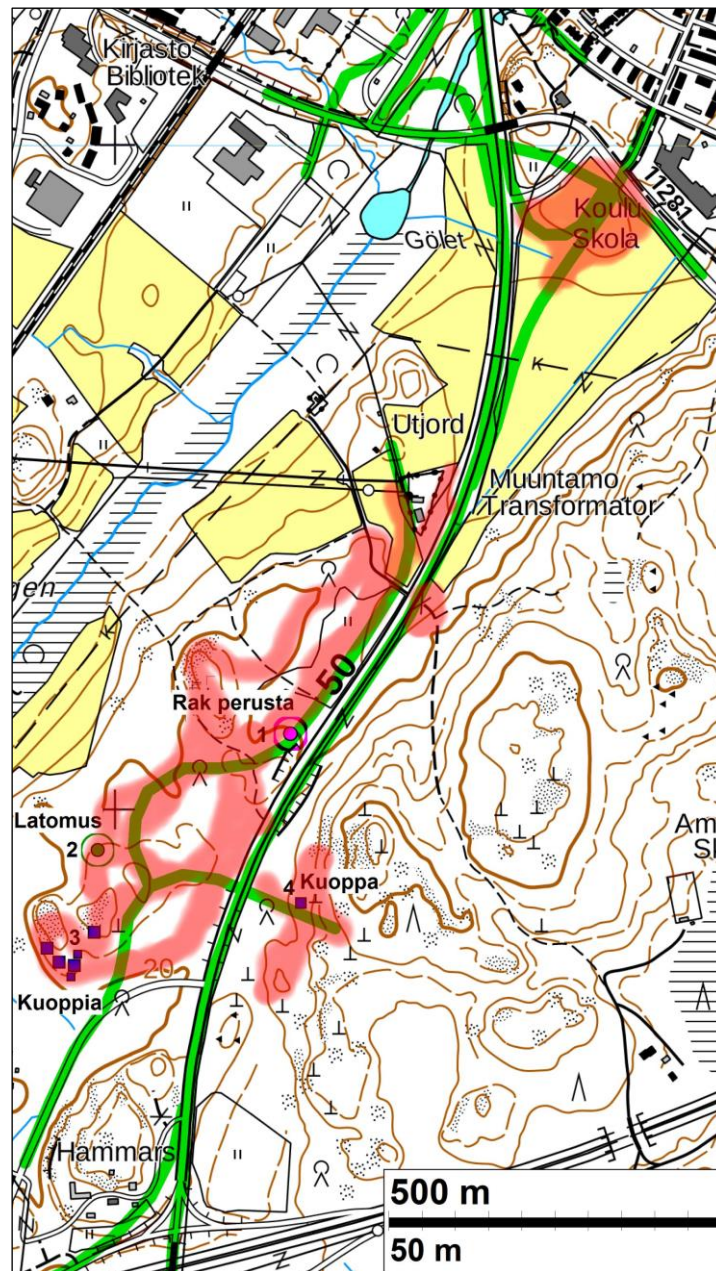 Kirjasto
Bibliotek
11281
Koulu
Skola
Gölet
Utjord
Muuntamo
Transformator
gen
50
Rak perusta
1
Latomus
2
Am
Sk
4 Kuoppa
3
Kuoppia
20
Hammars
500 m
50 m